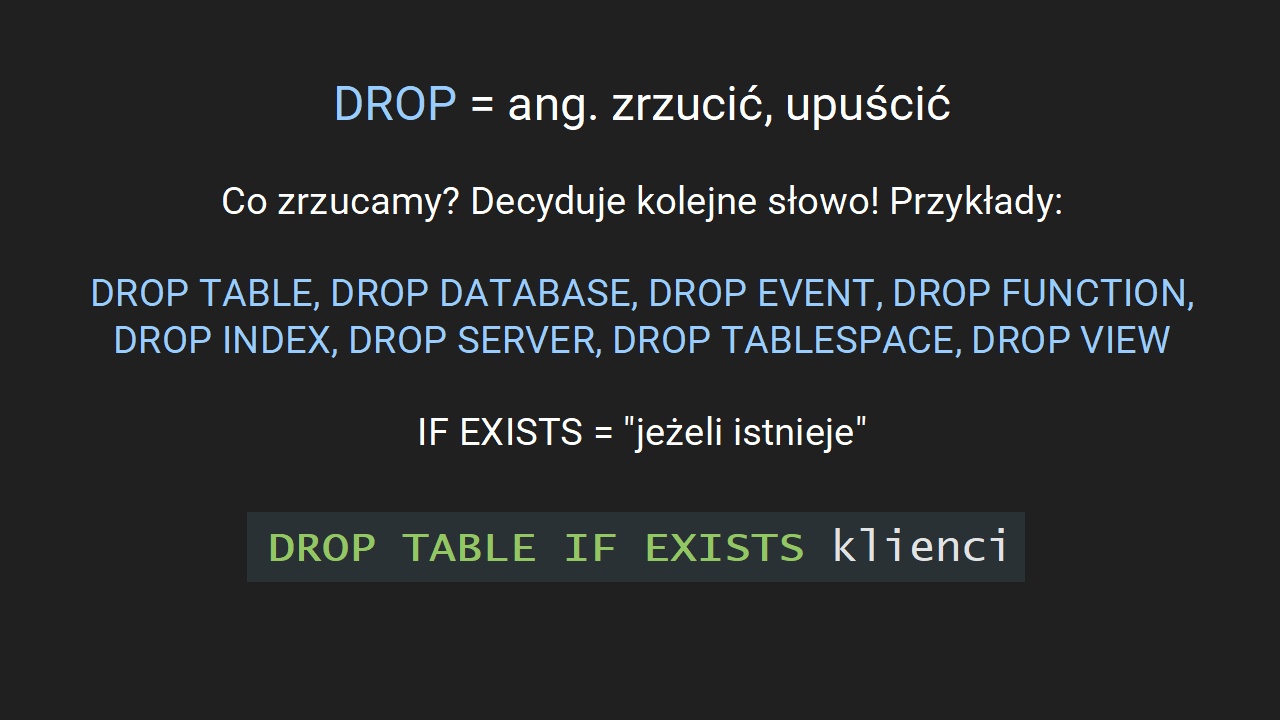 DROP = ang. zrzucić, upuścić
Co zrzucamy? Decyduje kolejne słowo! Przykłady:
DROP TABLE, DROP DATABASE, DROP EVENT, DROP FUNCTION,
DROP INDEX, DROP SERVER, DROP TABLESPACE, DROP VIEW
IF EXISTS = "jeżeli istnieje"
DROP TABLE IF EXISTS klienci